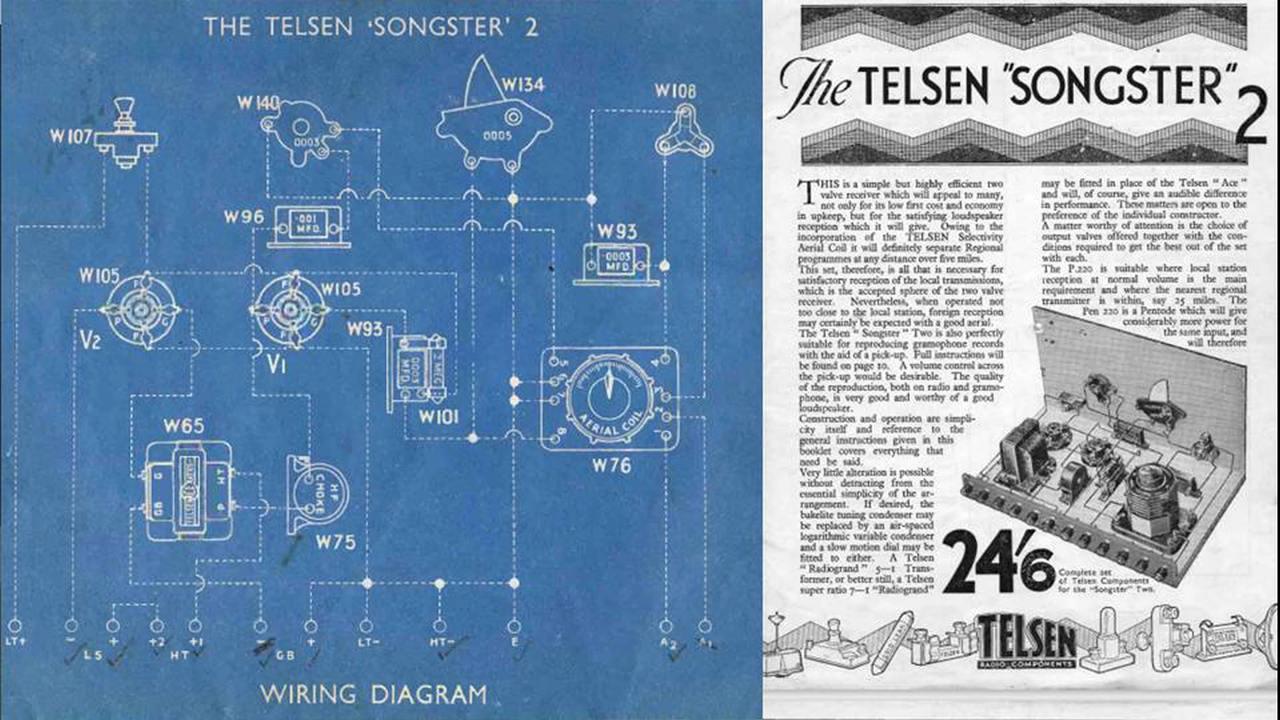 THE TELSEN ‘SONGSTER’ 2
W107
W140
·0003
W134
·0005
W108
W96
·001
MFD.
W93
·0003
MFD
W105
V2
W105
V1
W93
·0003
MFD.
2 MEG
W101
AERIAL COIL
W76
W65
G
GB
HT
P
HF
CHOKE
W75
LT+
−
+
+2
+1
−
+
LT−
HT−
E
A2
A1
LS
HT
GB
WIRING DIAGRAM
The TELSEN "SONGSTER" 2
THIS is a simple but highly efficient two
valve receiver which will appeal to many,
not only for its low first cost and economy
in upkeep, but for the satisfying loudspeaker
reception which it will give. Owing to the
incorporation of the TELSEN Selectivity
Aerial Coil it will definitely separate Regional
programmes at any distance over five miles.
This set, therefore, is all that is necessary for
satisfactory reception of the local transmissions,
which is the accepted sphere of the two valve
receiver. Nevertheless, when operated not
too close to the local station, foreign reception
may certainly be expected with a good aerial.
The Telsen " Songster " Two is also perfectly
suitable for reproducing gramophone records
with the aid of a pick-up. Full instructions will
be found on page 10. A volume control across
the pick-up would be desirable. The quality
of the reproduction, both on radio and gramo-
phone, is very good and worthy of a good
loudspeaker.
Construction and operation are simpli-
city itself and reference to the
general instructions given in this
booklet covers everything that
need be said.
Very little alteration is possible
without detracting from the
essential simplicity of the ar-
rangement. If desired, the
bakelite tuning condenser may
be replaced by an air-spaced
logarithmic variable condenser
and a slow motion dial may be
fitted to either. A Telsen
" Radiogrand " 5—1 Trans-
former, or better still, a Telsen
super ratio 7—1 "Radiogrand"
may be fitted in place of the Telsen " Ace "
and will, of course, give an audible difference
in performance. These matters are open to the
preference of the individual constructor.
A matter worthy of attention is the choice of
output valves offered together with the con-
ditions required to get the best out of the set
with each.
The P.220 is suitable where local station
reception at normal volume is the main
requirement and where the nearest regional
transmitter is within, say 25 miles. The
Pen 220 is a Pentode which will give
considerably more power for
the same input, and
will therefore
24'6
Complete set
of Telsen Components
for the "Songster" Two.
TELSEN
RADIO COMPONENTS